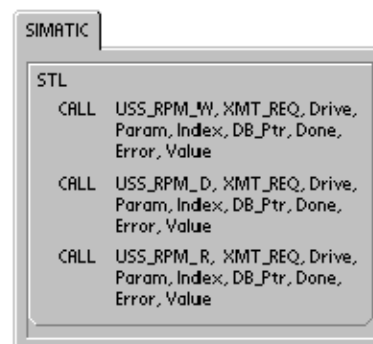 SIMATIC
STL
CALL USS_RPM_W, XMT_REQ, Drive,
Param, Index, DB_Ptr, Done,
Error, Value
CALL USS_RPM_D, XMT_REQ, Drive,
Param, Index, DB_Ptr, Done,
Error, Value
CALL USS_RPM_R, XMT_REQ, Drive,
Param, Index, DB_Ptr, Done,
Error, Value